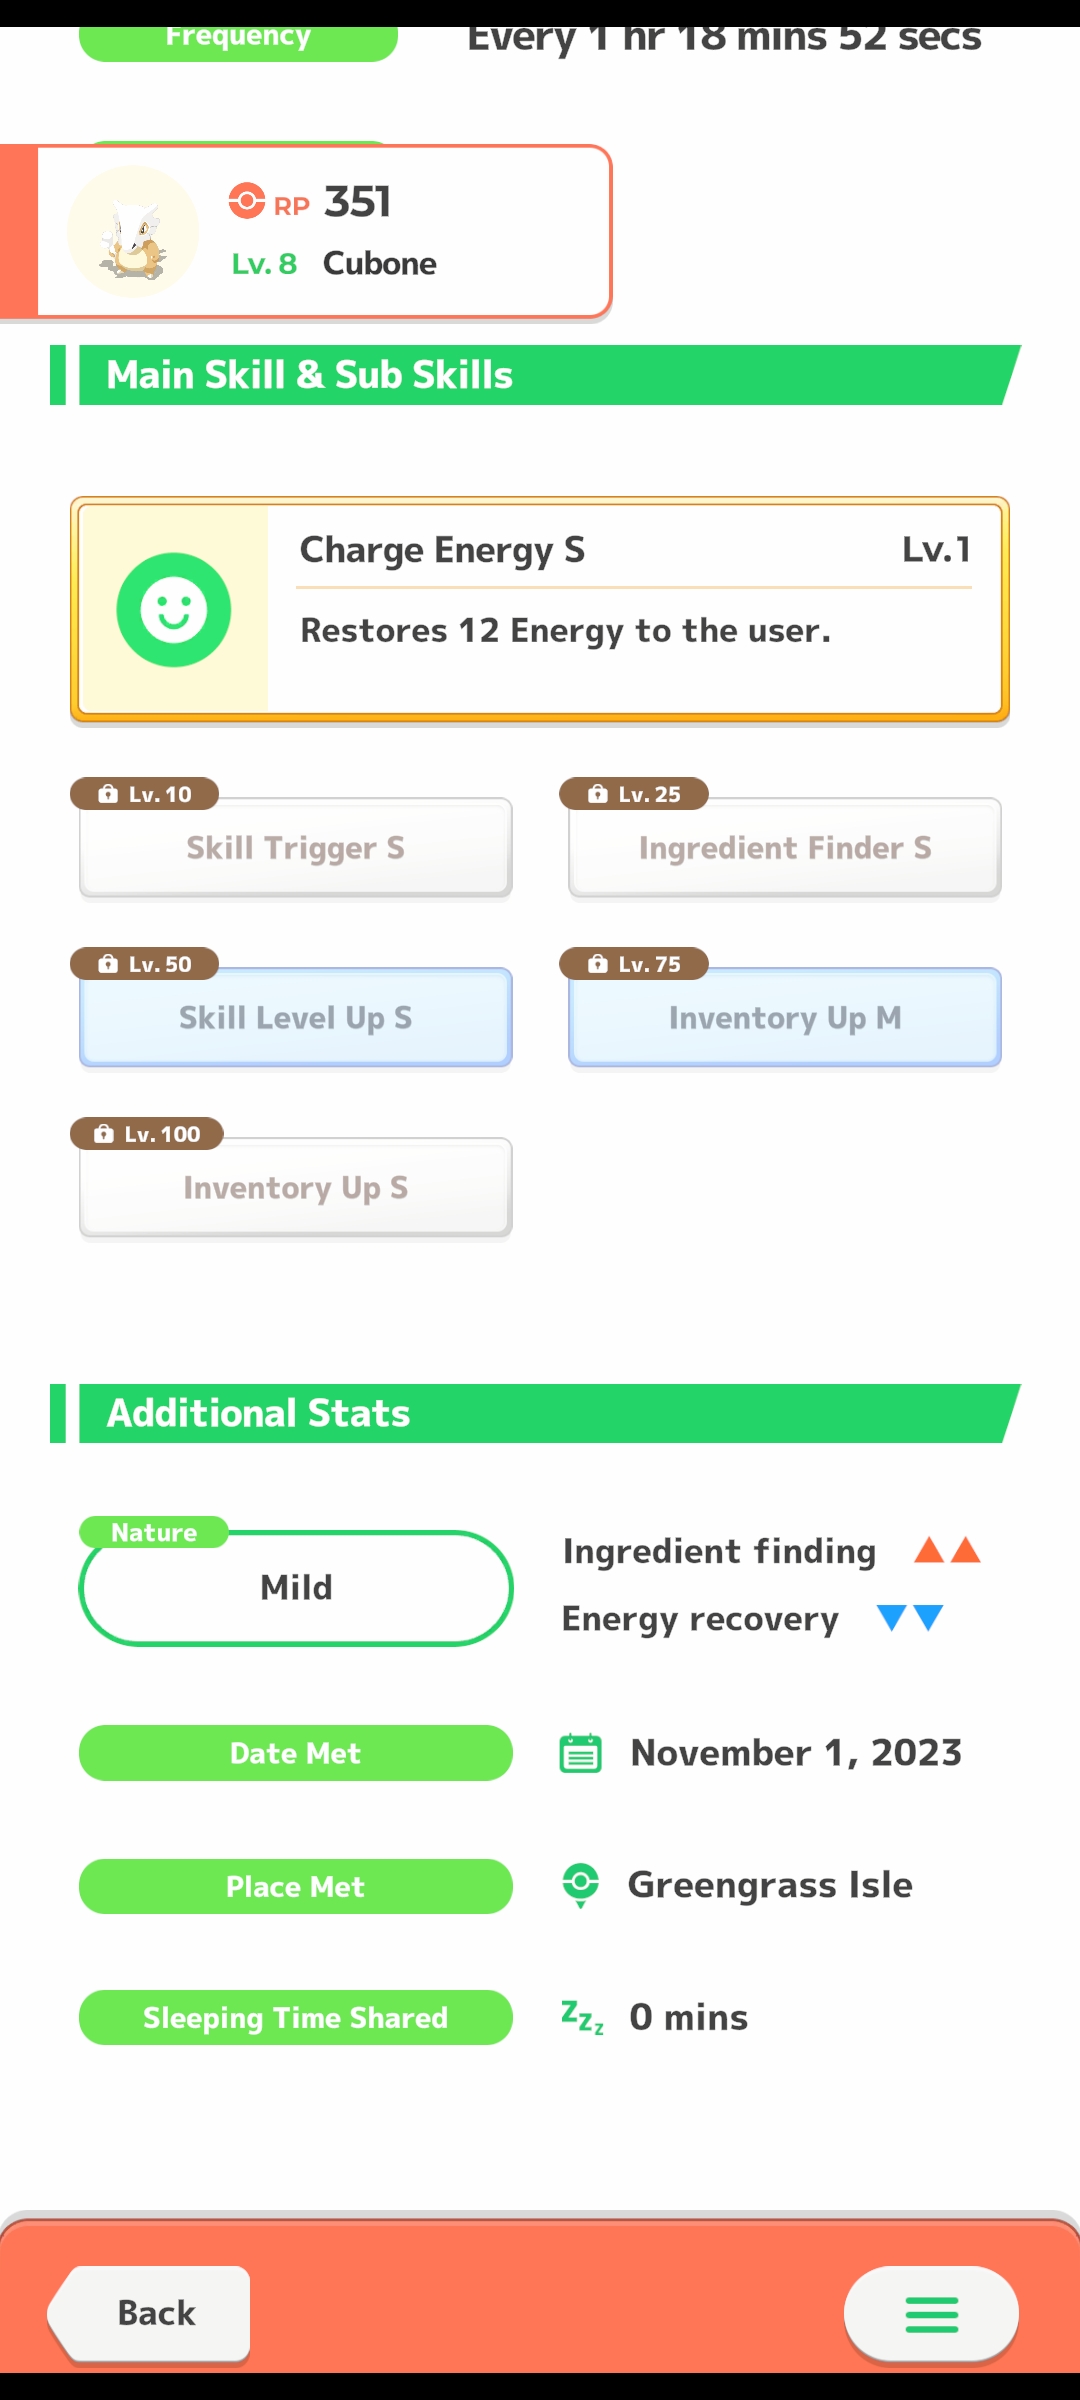 Frequency Every 1 hr 18 mins 52 secs
RP 351
Lv. 8 Cubone
Main Skill & Sub Skills
Charge Energy S Lv.1
Restores 12 Energy to the user.
Lv. 10 Lv. 25
Skill Trigger S Ingredient Finder S
Lv. 50 Lv. 75
Skill Level Up S Inventory Up M
Lv. 100
Inventory Up S
Additional Stats
Nature
Mild
Ingredient finding
Energy recovery
Date Met November 1, 2023
Place Met Greengrass Isle
Sleeping Time Shared zzz 0 mins
Back